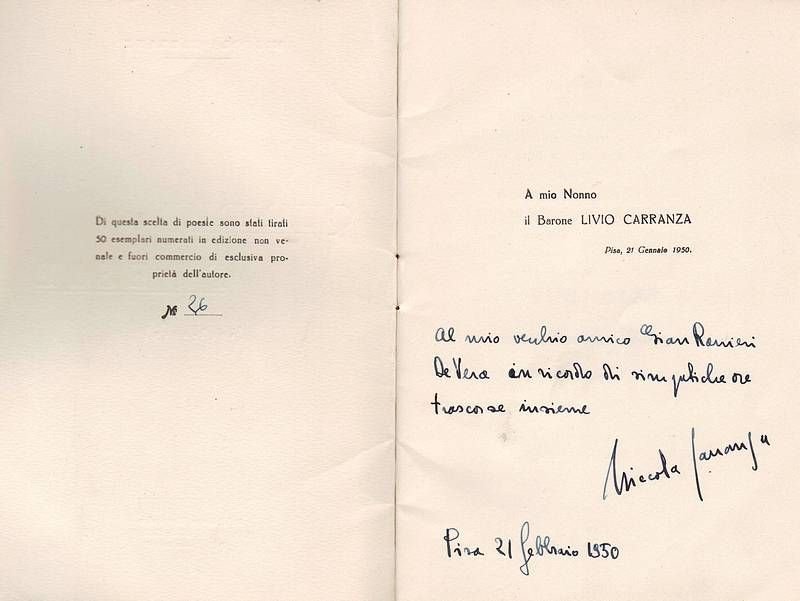 Di questa scelta di poesie sono stati tirati
50 esemplari numerati in edizione non ve-
nale e fuori commercio di esclusiva pro-
prietà dell'autore.
№ 26
A mio Nonno
il Barone LIVIO CARRANZA
Pisa, 21 Gennaio 1950.
Al mio vecchio amico Gian Ranieri
De Vera in ricordo di simpatiche ore
trascorse insieme
Niccola Carranza
Pisa 21 febbraio 1950